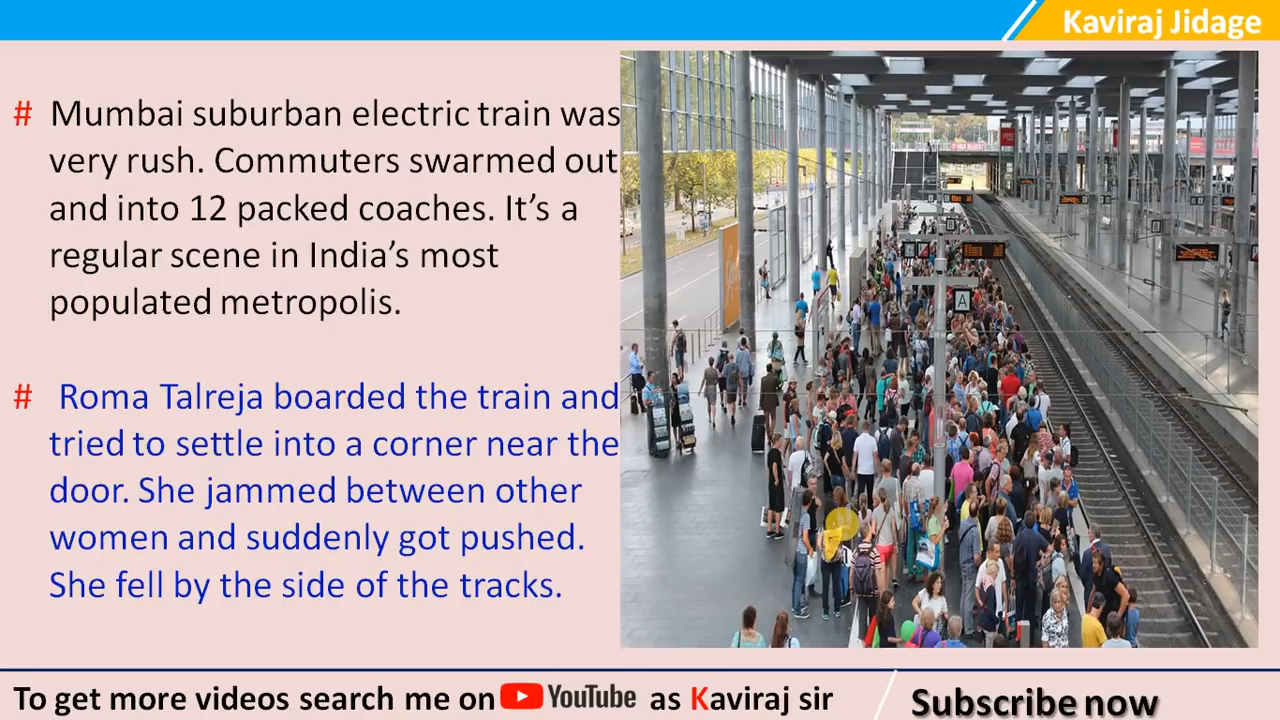 Kaviraj Jidage
# Mumbai suburban electric train was
very rush. Commuters swarmed out
and into 12 packed coaches. It’s a
regular scene in India’s most
populated metropolis.
# Roma Talreja boarded the train and
tried to settle into a corner near the
door. She jammed between other
women and suddenly got pushed.
She fell by the side of the tracks.
A
To get more videos search me on YouTube as Kaviraj sir
Subscribe now